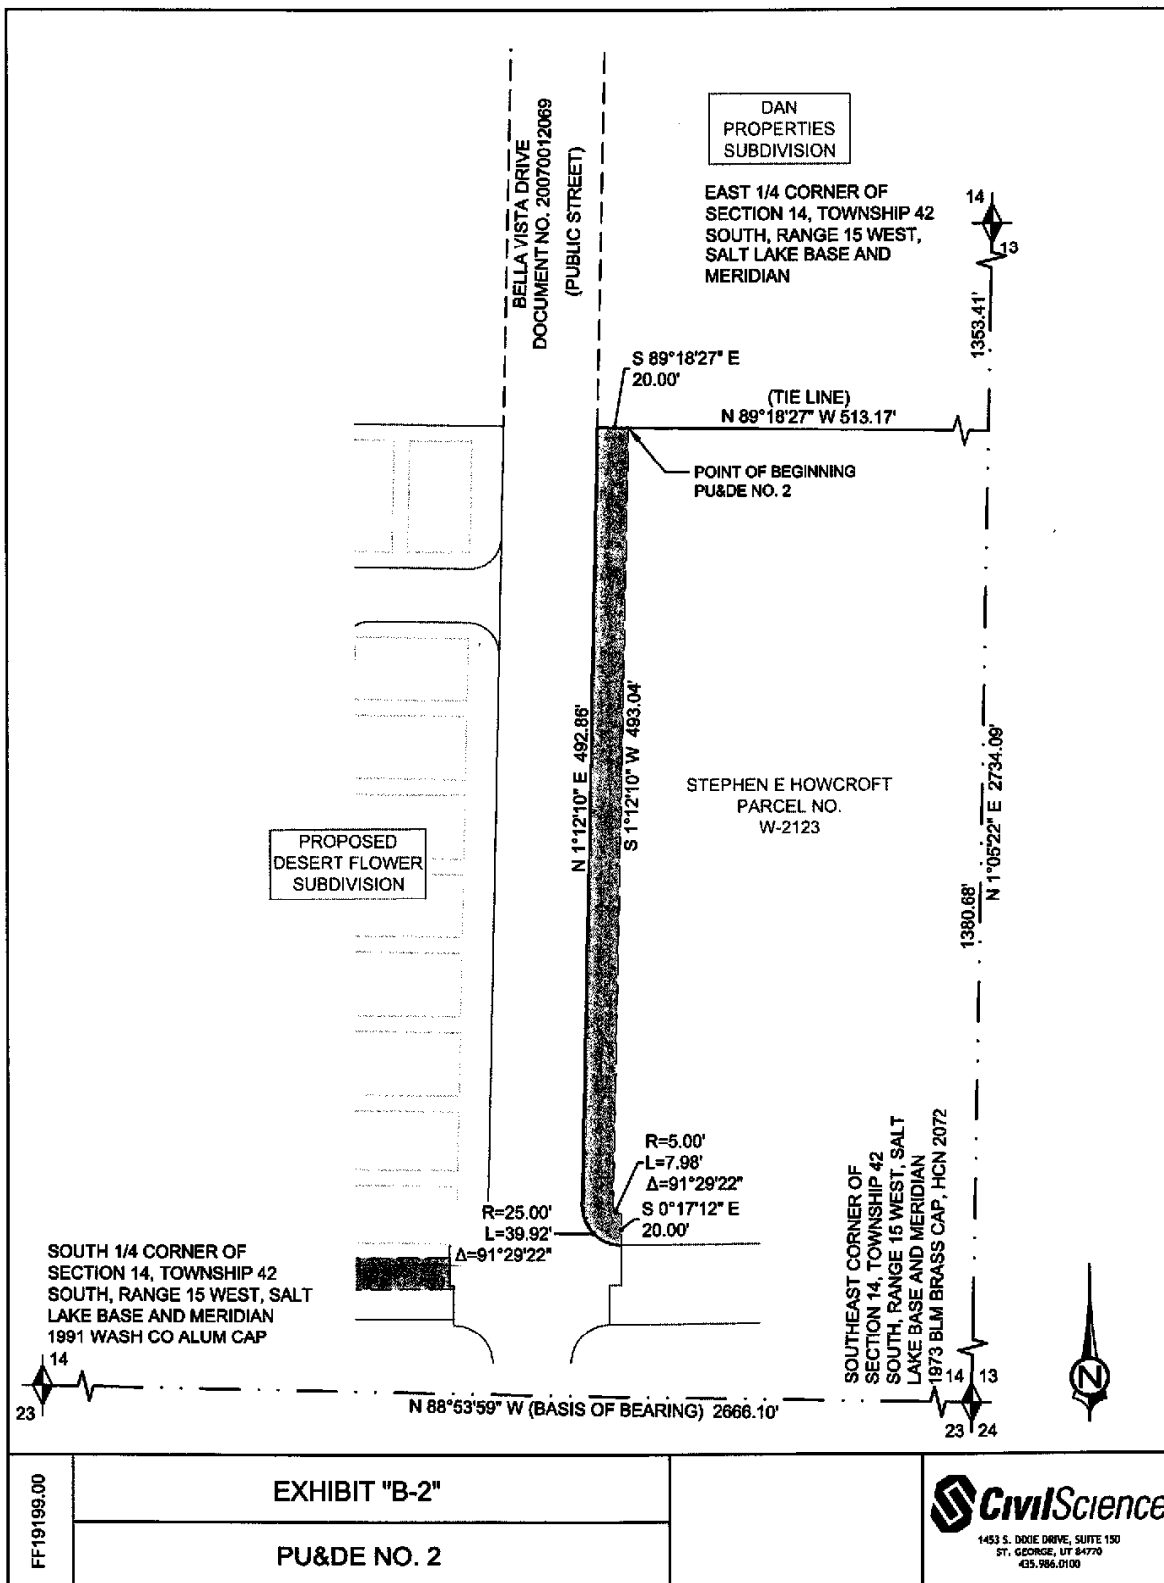 DAN
PROPERTIES
SUBDIVISION
BELLA VISTA DRIVE
DOCUMENT NO. 20070012069
(PUBLIC STREET)
EAST 1/4 CORNER OF
SECTION 14, TOWNSHIP 42
SOUTH, RANGE 15 WEST,
SALT LAKE BASE AND
MERIDIAN
14
13
1353.41'
S 89°18'27" E
20.00'
(TIE LINE)
N 89°18'27" W 513.17'
POINT OF BEGINNING
PU&DE NO. 2
N 1°12'10" E 492.86'
S 1°12'10" W 493.04'
STEPHEN E HOWCROFT
PARCEL NO.
W-2123
N 1°05'22" E 2734.09'
1380.68'
PROPOSED
DESERT FLOWER
SUBDIVISION
R=5.00'
L=7.98'
Δ=91°29'22"
S 0°17'12" E
20.00'
R=25.00'
L=39.92'
Δ=91°29'22"
SOUTH 1/4 CORNER OF
SECTION 14, TOWNSHIP 42
SOUTH, RANGE 15 WEST, SALT
LAKE BASE AND MERIDIAN
1991 WASH CO ALUM CAP
14
23
SOUTHEAST CORNER OF
SECTION 14, TOWNSHIP 42
SOUTH, RANGE 15 WEST, SALT
LAKE BASE AND MERIDIAN
1973 BLM BRASS CAP, HCN 2072
14 13
23 24
N 88°53'59" W (BASIS OF BEARING) 2666.10'
N
FF19199.00
EXHIBIT "B-2"
PU&DE NO. 2
CivilScience
1453 S. DIXIE DRIVE, SUITE 150
ST. GEORGE, UT 84770
435.986.0100